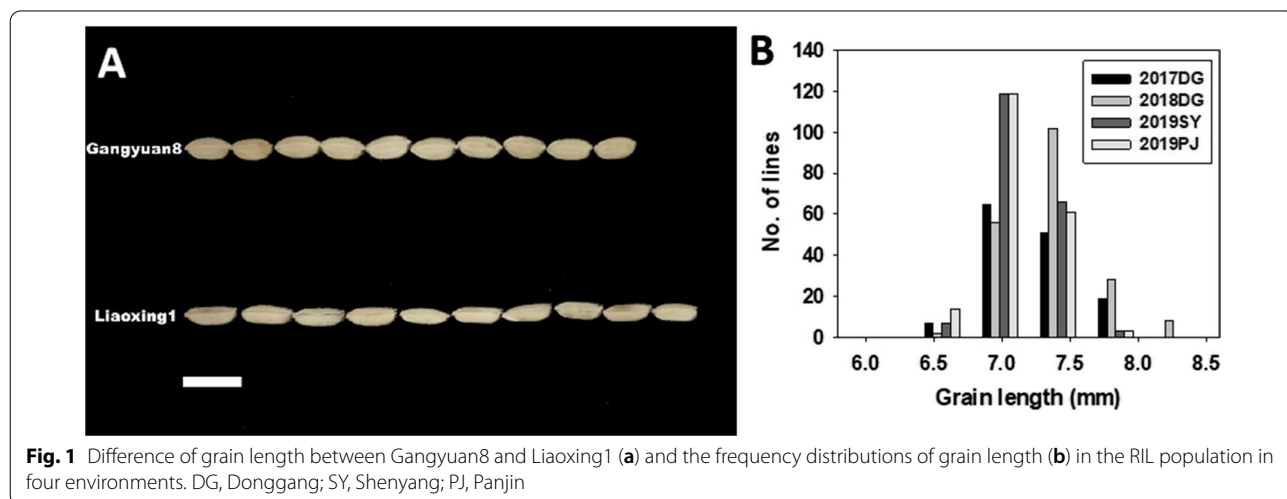 A
Gangyuan8
Liaoxing1
B
No. of lines
140
120
100
80
60
40
20
0
2017DG
2018DG
2019SY
2019PJ
6.0 6.5 7.0 7.5 8.0 8.5
Grain length (mm)
Fig. 1 Difference of grain length between Gangyuan8 and Liaoxing1 (a) and the frequency distributions of grain length (b) in the RIL population in
four environments. DG, Donggang; SY, Shenyang; PJ, Panjin